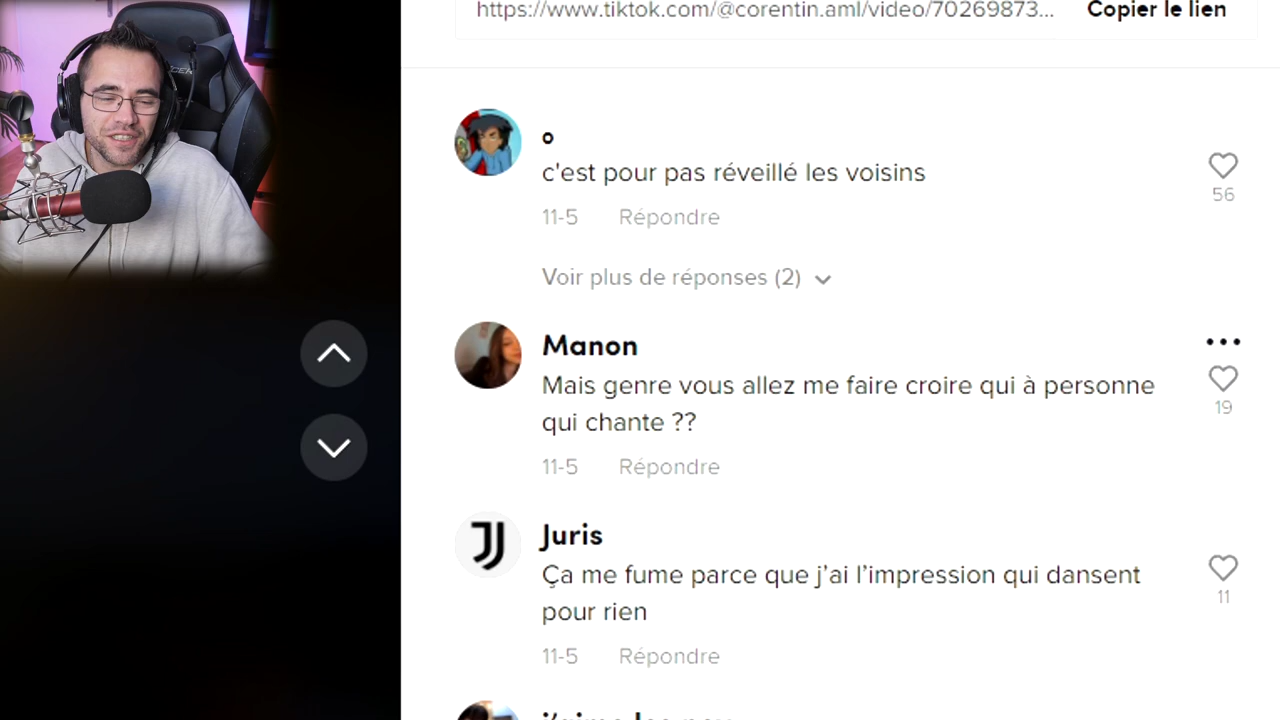 https://www.tiktok.com/@corentin.aml/video/70269873... Copier le lien
o
c'est pour pas réveillé les voisins
56
11-5 Répondre
Voir plus de réponses (2)
Manon
Mais genre vous allez me faire croire qui à personne
qui chante ??
19
11-5 Répondre
Juris
Ça me fume parce que j'ai l'impression qui dansent
pour rien
11
11-5 Répondre